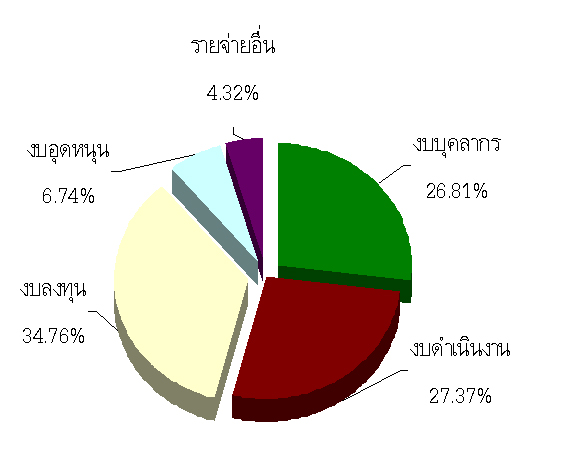 รายจ่ายอื่น
4.32%
งบอุดหนุน
6.74%
งบบุคลากร
26.81%
งบลงทุน
34.76%
งบดำเนินงาน
27.37%